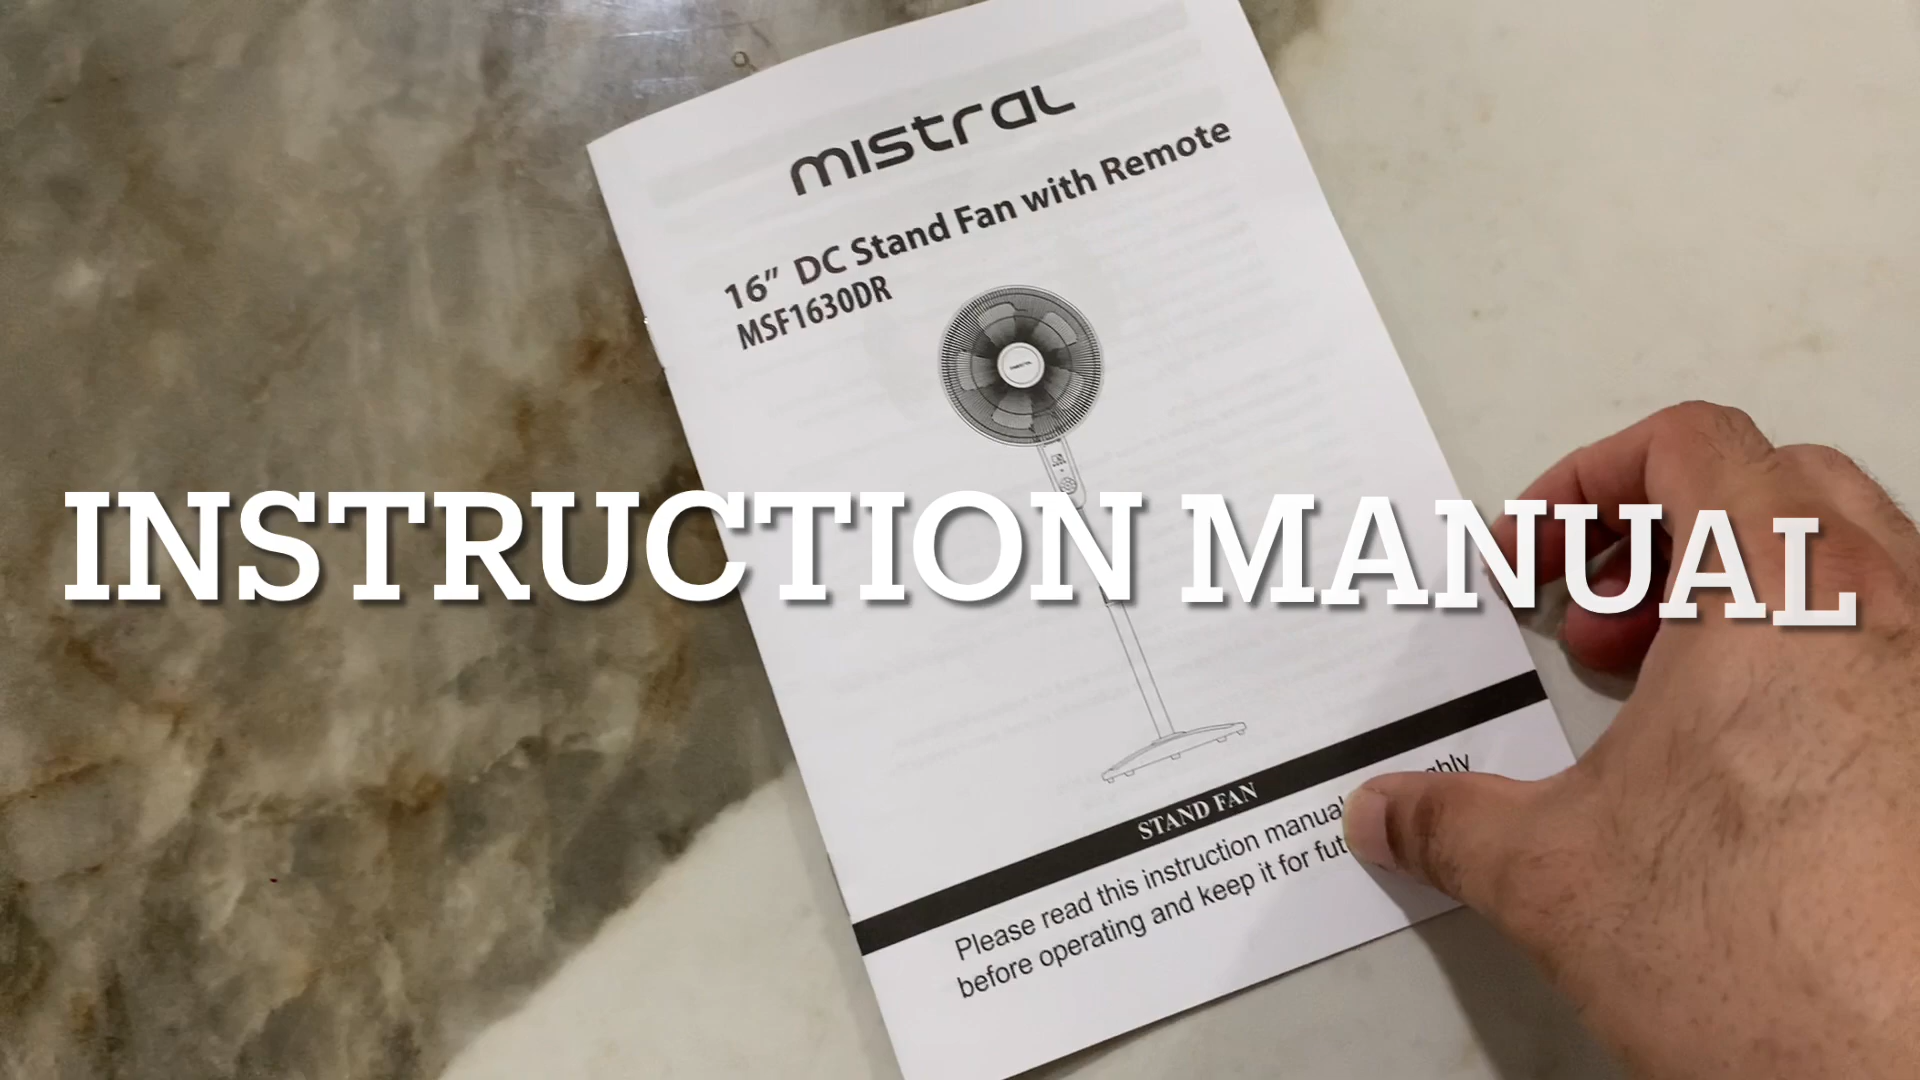 mistral
16” DC Stand Fan with Remote
MSF1630DR
INSTRUCTION MANUAL
STAND FAN
Please read this instruction manual
before operating and keep it for